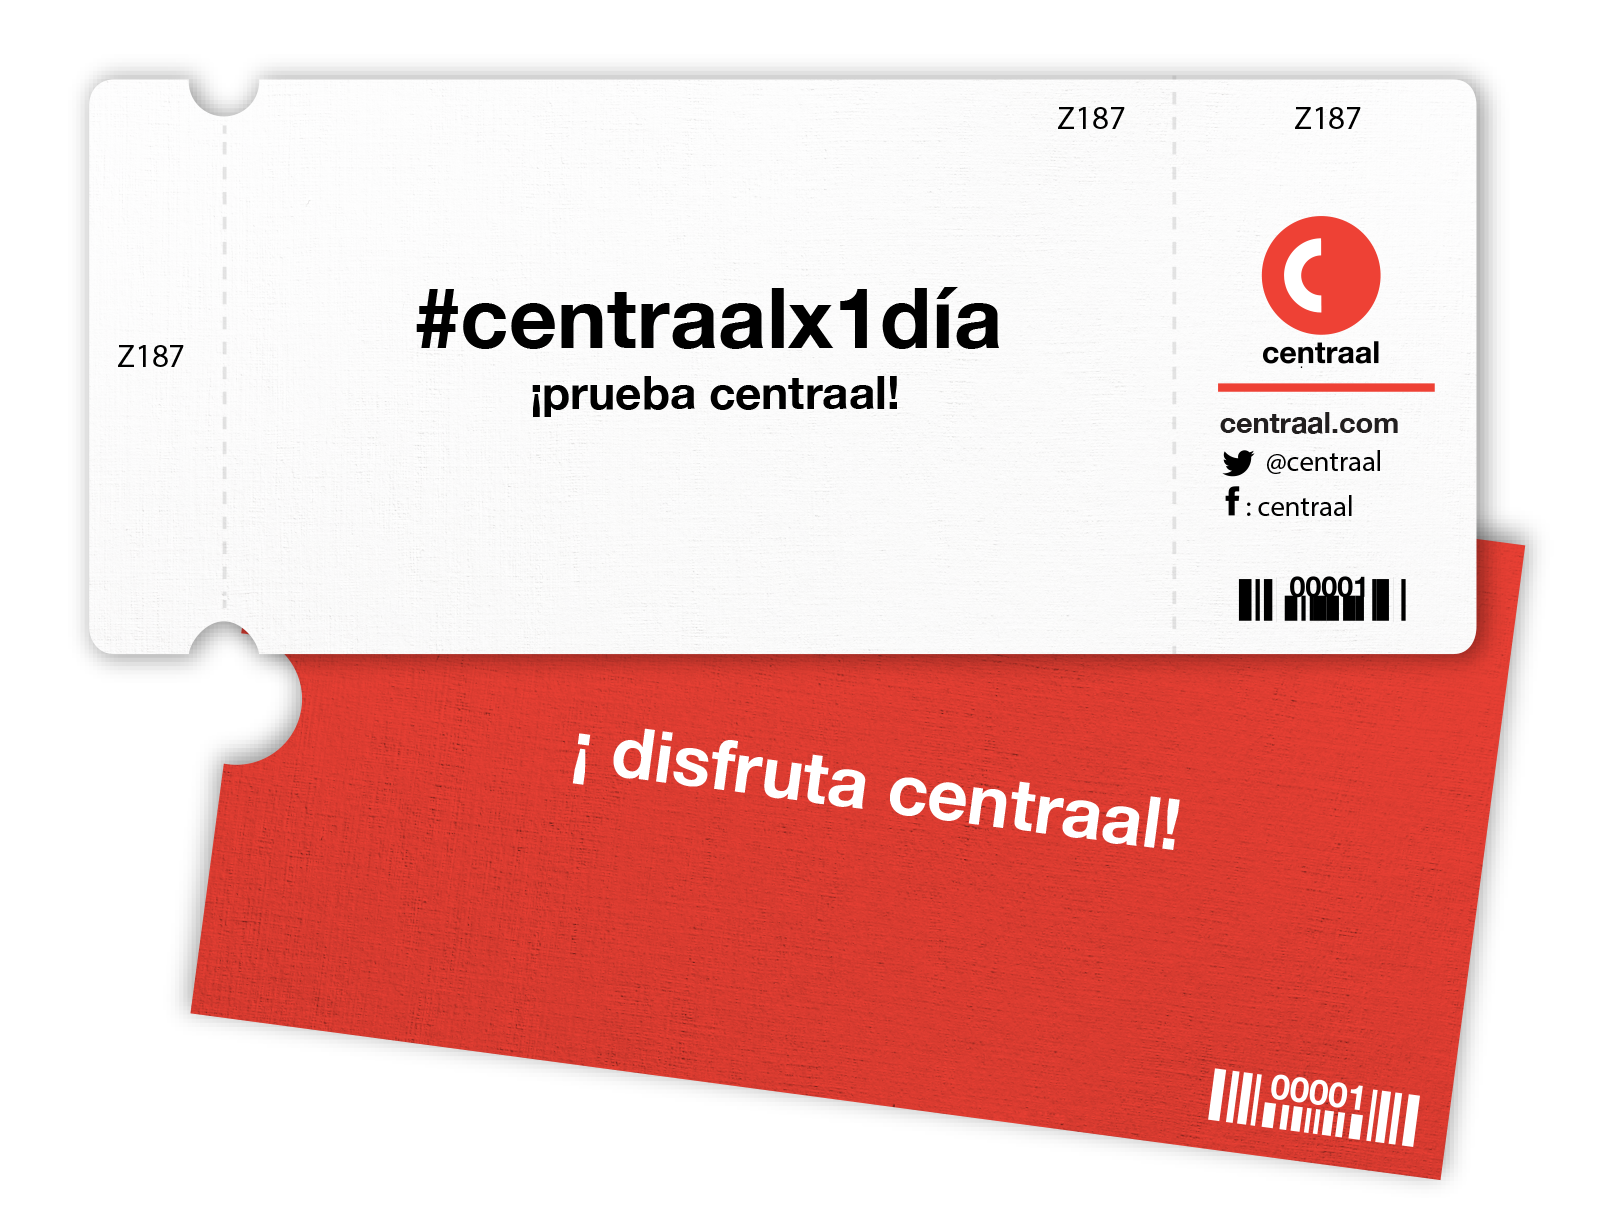 Z187
Z187
Z187
#centraalx1día
¡prueba centraal!
centraal
centraal.com
@centraal
f : centraal
00001
¡ disfruta centraal!
00001